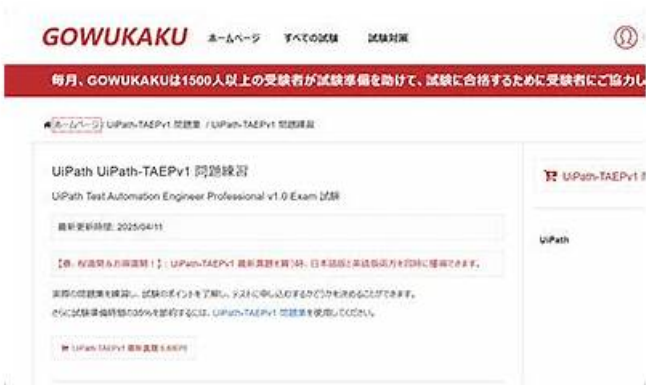 GOWUKAKU ホームページ すべての試験 試験対策
毎月、GOWUKAKUは1500人以上の受験者が試験準備を助けて、試験に合格するために受験者にご協力し
ホームページ / UiPath-TAEPv1 問題集 / UiPath-TAEPv1 問題練習
UiPath UiPath-TAEPv1 問題練習
UiPath Test Automation Engineer Professional v1.0 Exam 試験
最新更新時間: 2025/04/11
UiPath-TAEPv1 最新真題を買う時、日本語版と英語版両方を同時に獲得できます。
実際の問題集を練習し、試験のポイントを了解し、テストに申し込むするかどうかを決めることができます。
さらに試験準備時間の35%を節約するには、UiPath-TAEPv1 問題集を使用してください。
UiPath-TAEPv1 最新真題
UiPath-TAEPv1
UiPath